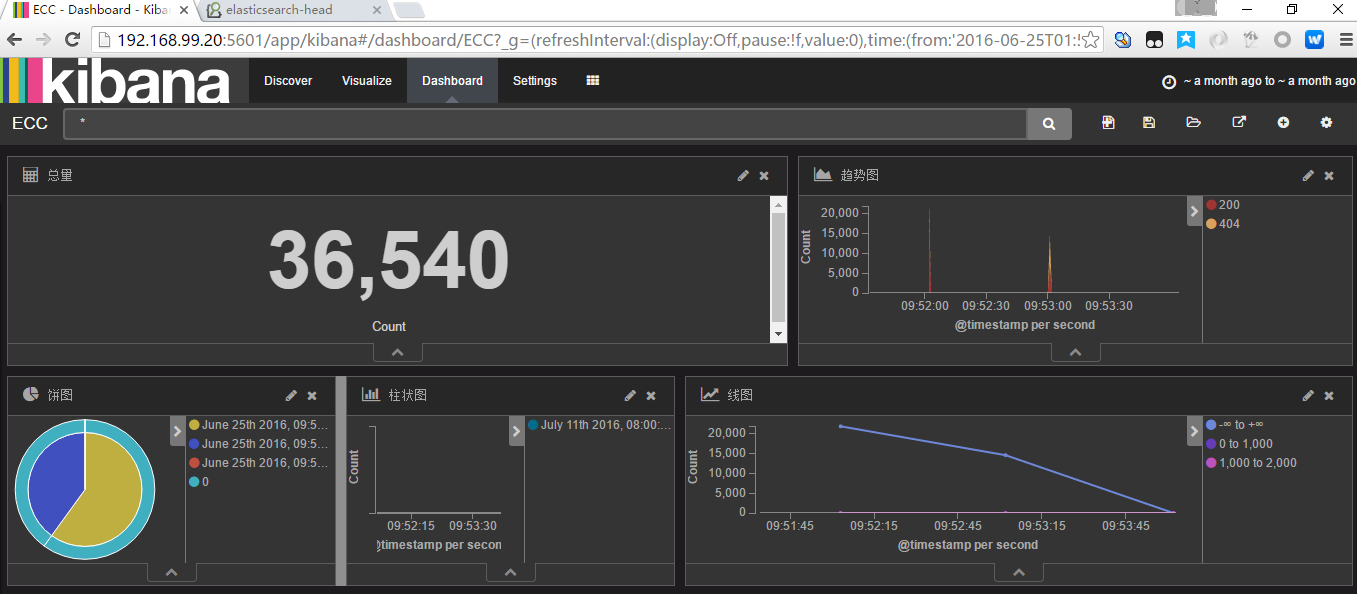 ECC - Dashboard - Kiba
elasticsearch-head
192.168.99.20:5601/app/kibana#/dashboard/ECC?_g=(refreshInterval:(display:Off,pause:!f,value:0),time:(from:'2016-06-25T01:!
W
kibana
Discover
Visualize
Dashboard
Settings
~ a month ago to ~ a month ago
ECC
*
总量
36,540
Count
趋势图
20,000
15,000
10,000
5,000
0
Count
09:52:00 09:52:30 09:53:00 09:53:30
@timestamp per second
200
404
饼图
June 25th 2016, 09:5...
June 25th 2016, 09:5...
June 25th 2016, 09:5...
0
柱状图
Count
09:52:15 09:53:30
@timestamp per secon
July 11th 2016, 08:00:...
线图
20,000
15,000
10,000
5,000
0
Count
09:51:45 09:52:15 09:52:45 09:53:15 09:53:45
@timestamp per second
-∞ to +∞
0 to 1,000
1,000 to 2,000